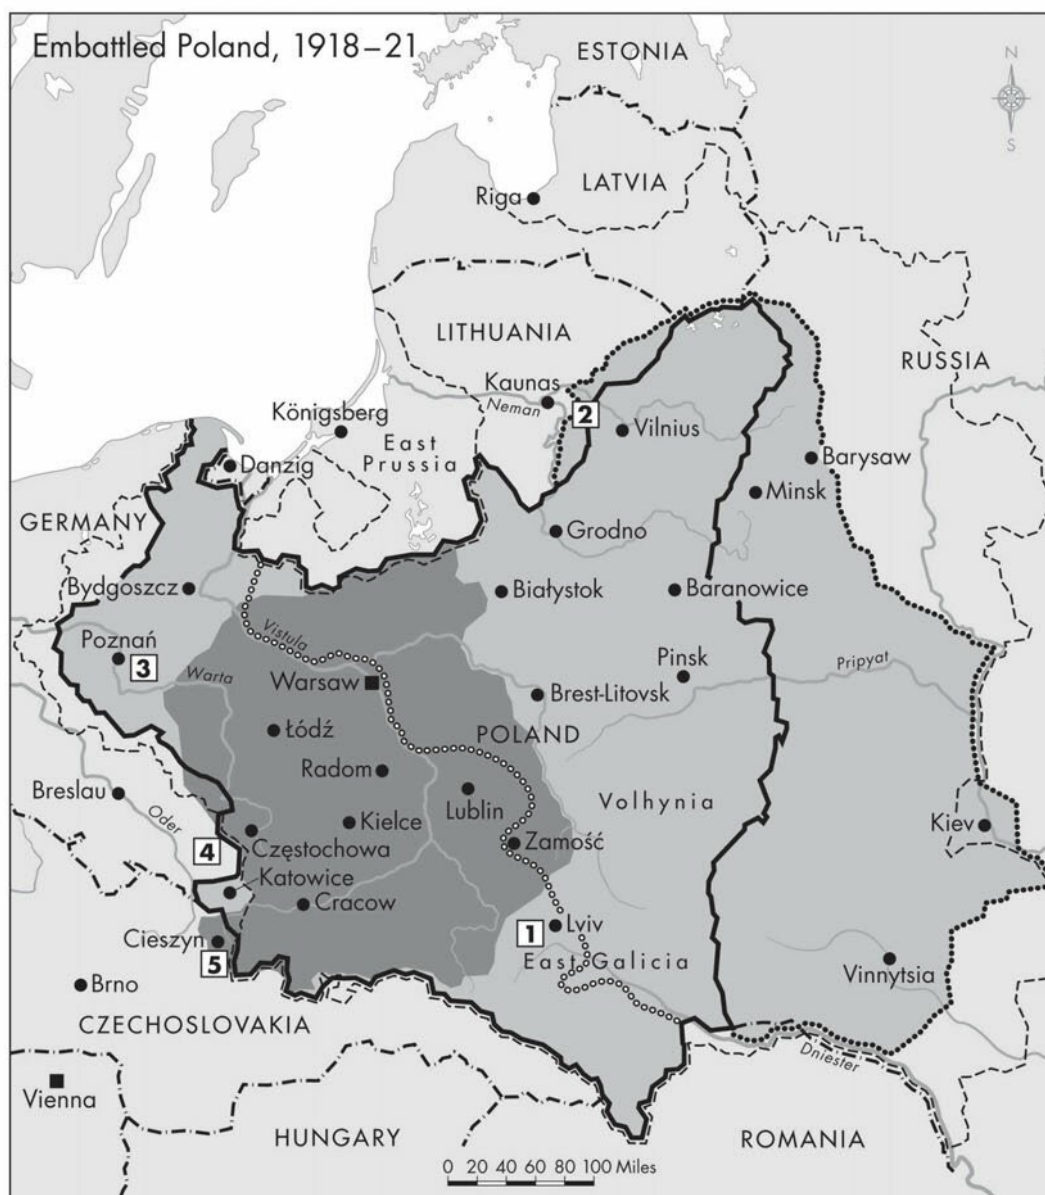 Embattled Poland, 1918–21
ESTONIA
N
S
Riga
LATVIA
LITHUANIA
RUSSIA
Kaunas
Neman
2
Vilnius
Königsberg
East
Prussia
Danzig
Barysaw
Minsk
GERMANY
Grodno
Bydgoszcz
Białystok
Baranowice
Vistula
Poznań
3
Warta
Warsaw
Pinsk
Pripyat
Brest-Litovsk
Łódź
POLAND
Radom
Breslau
Oder
Lublin
Volhynia
Kielce
Kiev
4
Częstochowa
Zamość
Katowice
Cracow
1
Lviv
Cieszyn
5
East Galicia
Vinnytsia
Brno
CZECHOSLOVAKIA
Dniester
Vienna
HUNGARY
ROMANIA
0 20 40 60 80 100 Miles